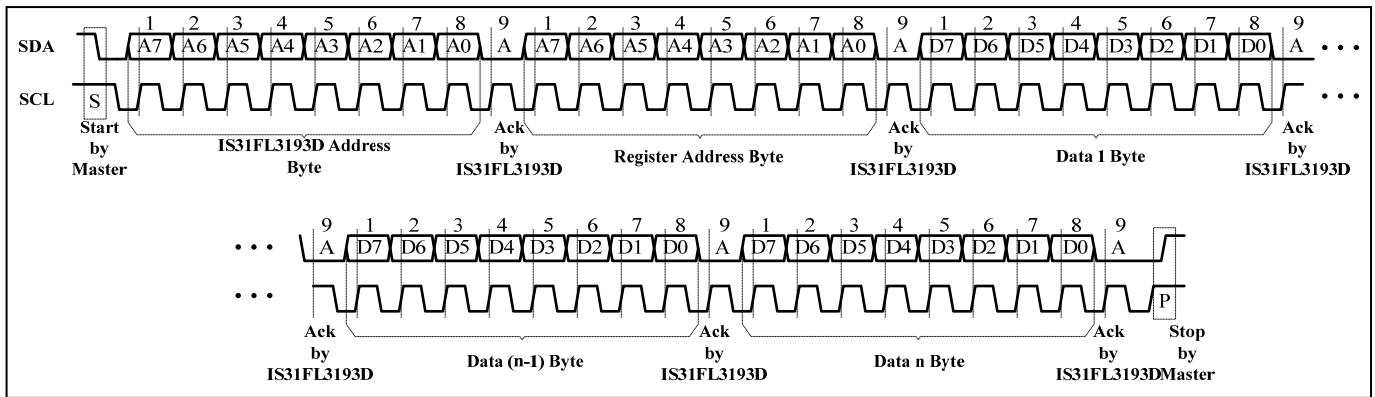 1 2 3 4 5 6 7 8 9 1 2 3 4 5 6 7 8 9 1 2 3 4 5 6 7 8 9
SDA A7 A6 A5 A4 A3 A2 A1 A0 A A7 A6 A5 A4 A3 A2 A1 A0 A D7 D6 D5 D4 D3 D2 D1 D0 A • • •
SCL S • • •
Start by Master
IS31FL3193D Address Byte
Ack by IS31FL3193D
Register Address Byte
Ack by IS31FL3193D
Data 1 Byte
Ack by IS31FL3193D
9 1 2 3 4 5 6 7 8 9 1 2 3 4 5 6 7 8 9
• • • A D7 D6 D5 D4 D3 D2 D1 D0 A D7 D6 D5 D4 D3 D2 D1 D0 A
• • • P
Ack by IS31FL3193D
Data (n-1) Byte
Ack by IS31FL3193D
Data n Byte
Ack by IS31FL3193D
Stop by Master